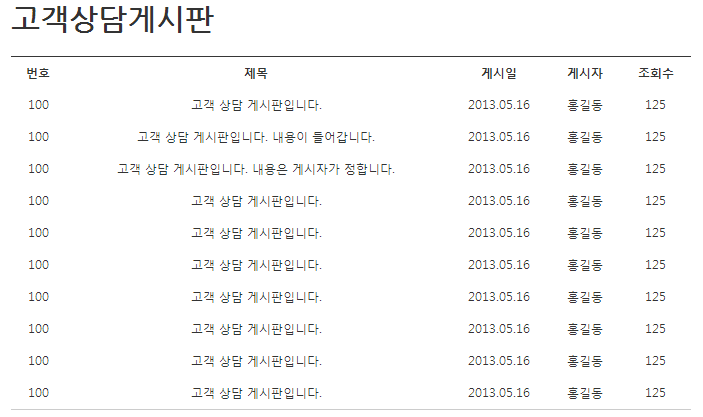 고객상담게시판
번호 제목 게시일 게시자 조회수
100 고객 상담 게시판입니다. 2013.05.16 홍길동 125
100 고객 상담 게시판입니다. 내용이 들어갑니다. 2013.05.16 홍길동 125
100 고객 상담 게시판입니다. 내용은 게시자가 정합니다. 2013.05.16 홍길동 125
100 고객 상담 게시판입니다. 2013.05.16 홍길동 125
100 고객 상담 게시판입니다. 2013.05.16 홍길동 125
100 고객 상담 게시판입니다. 2013.05.16 홍길동 125
100 고객 상담 게시판입니다. 2013.05.16 홍길동 125
100 고객 상담 게시판입니다. 2013.05.16 홍길동 125
100 고객 상담 게시판입니다. 2013.05.16 홍길동 125
100 고객 상담 게시판입니다. 2013.05.16 홍길동 125